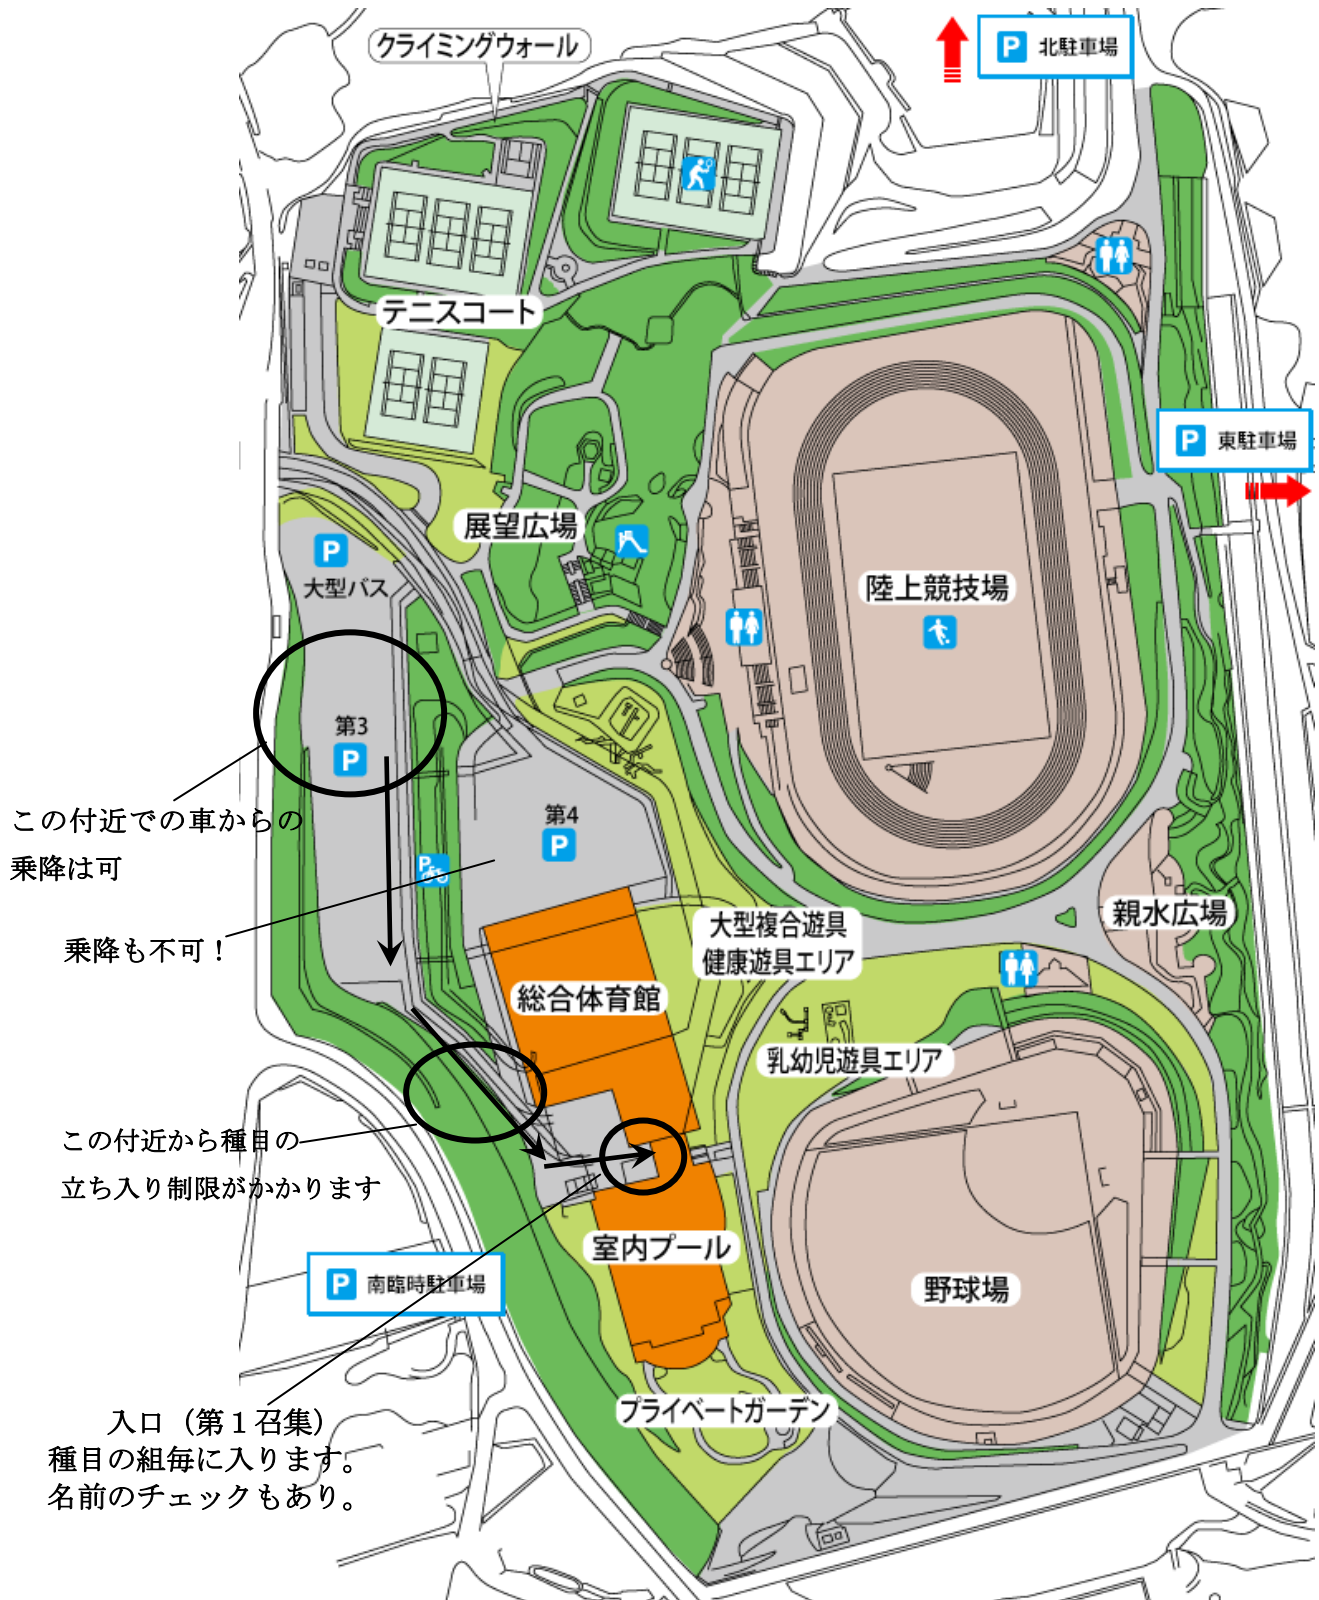 クライミングウォール
P 北駐車場
テニスコート
P 東駐車場
展望広場
P
大型バス
陸上競技場
第3
P
この付近での車からの
乗降は可
第4
P
P
乗降も不可！
大型複合遊具
健康遊具エリア
親水広場
総合体育館
乳幼児遊具エリア
この付近から種目の
立ち入り制限がかかります
室内プール
P 南臨時駐車場
野球場
プライベートガーデン
入口（第１召集）
種目の組毎に入ります。
名前のチェックもあり。